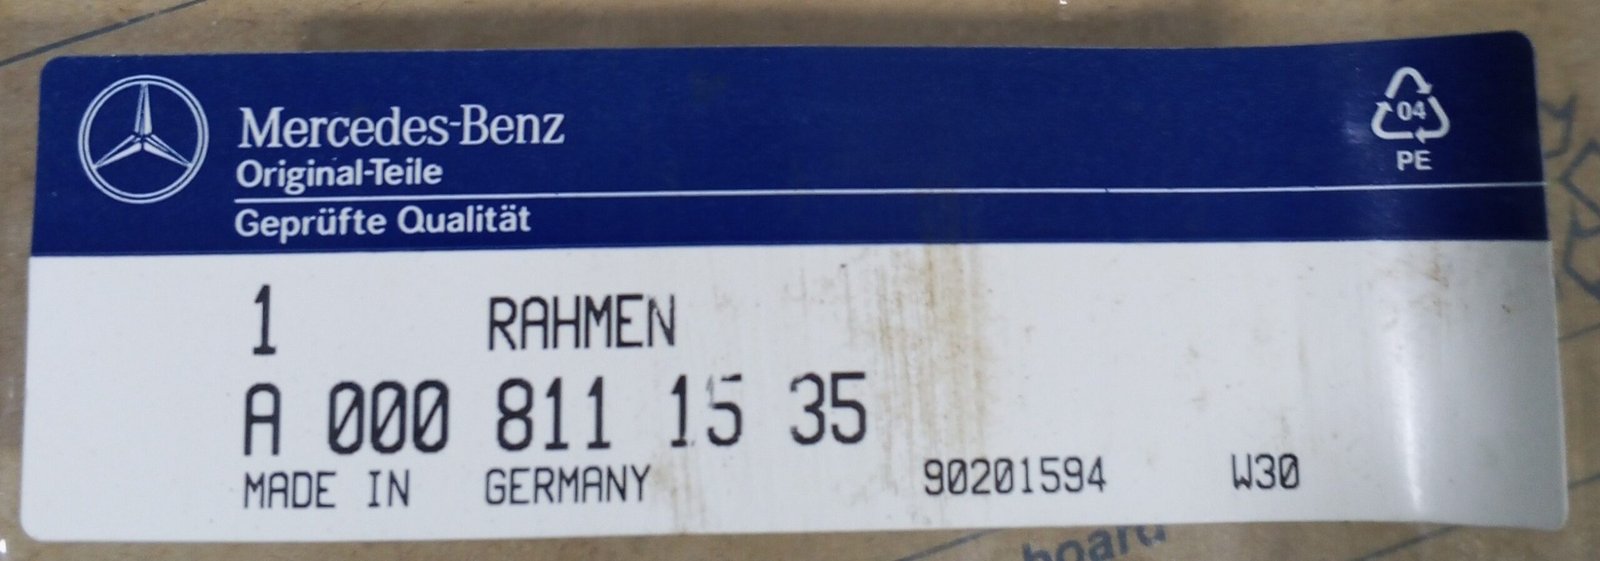 Mercedes-Benz
Original-Teile
Geprüfte Qualität
04
PE
1 RAHMEN
A 000 811 15 35
MADE IN GERMANY 90201594 W30
board